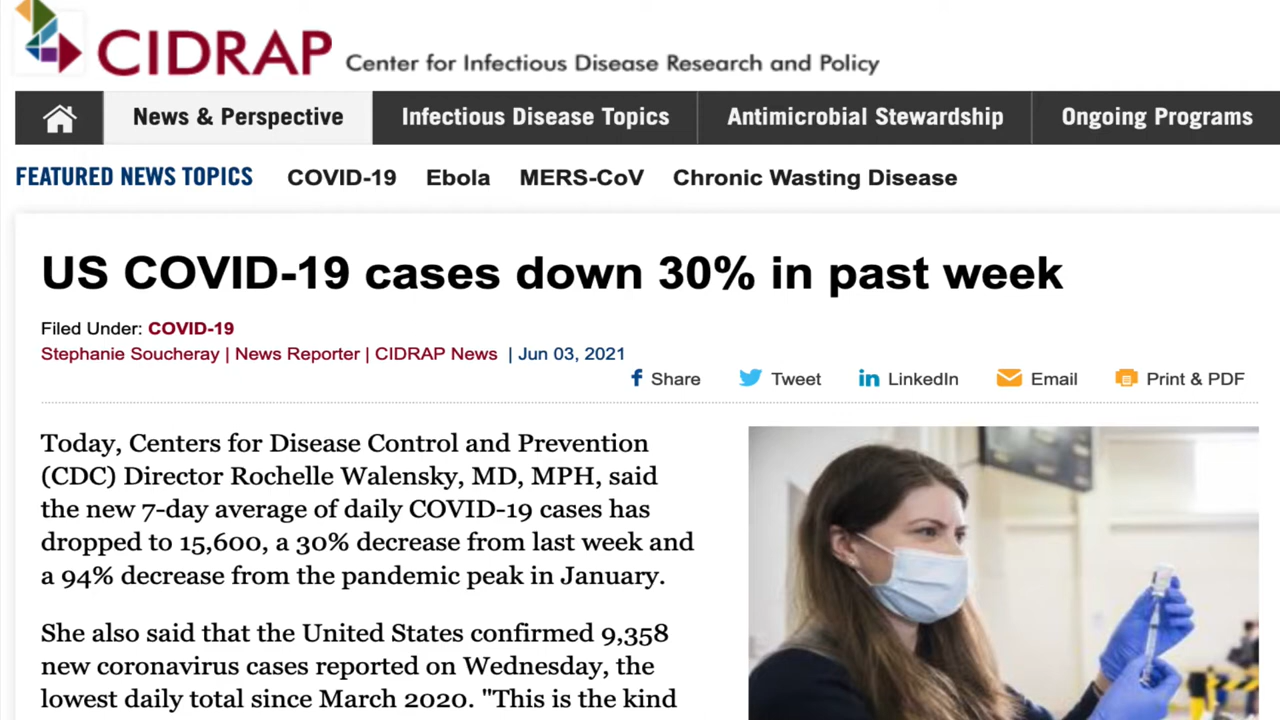 CIDRAP Center for Infectious Disease Research and Policy
News & Perspective Infectious Disease Topics Antimicrobial Stewardship Ongoing Programs
FEATURED NEWS TOPICS COVID-19 Ebola MERS-CoV Chronic Wasting Disease
US COVID-19 cases down 30% in past week
Filed Under: COVID-19
Stephanie Soucheray | News Reporter | CIDRAP News | Jun 03, 2021
Share Tweet LinkedIn Email Print & PDF
Today, Centers for Disease Control and Prevention
(CDC) Director Rochelle Walensky, MD, MPH, said
the new 7-day average of daily COVID-19 cases has
dropped to 15,600, a 30% decrease from last week and
a 94% decrease from the pandemic peak in January.
She also said that the United States confirmed 9,358
new coronavirus cases reported on Wednesday, the
lowest daily total since March 2020. "This is the kind